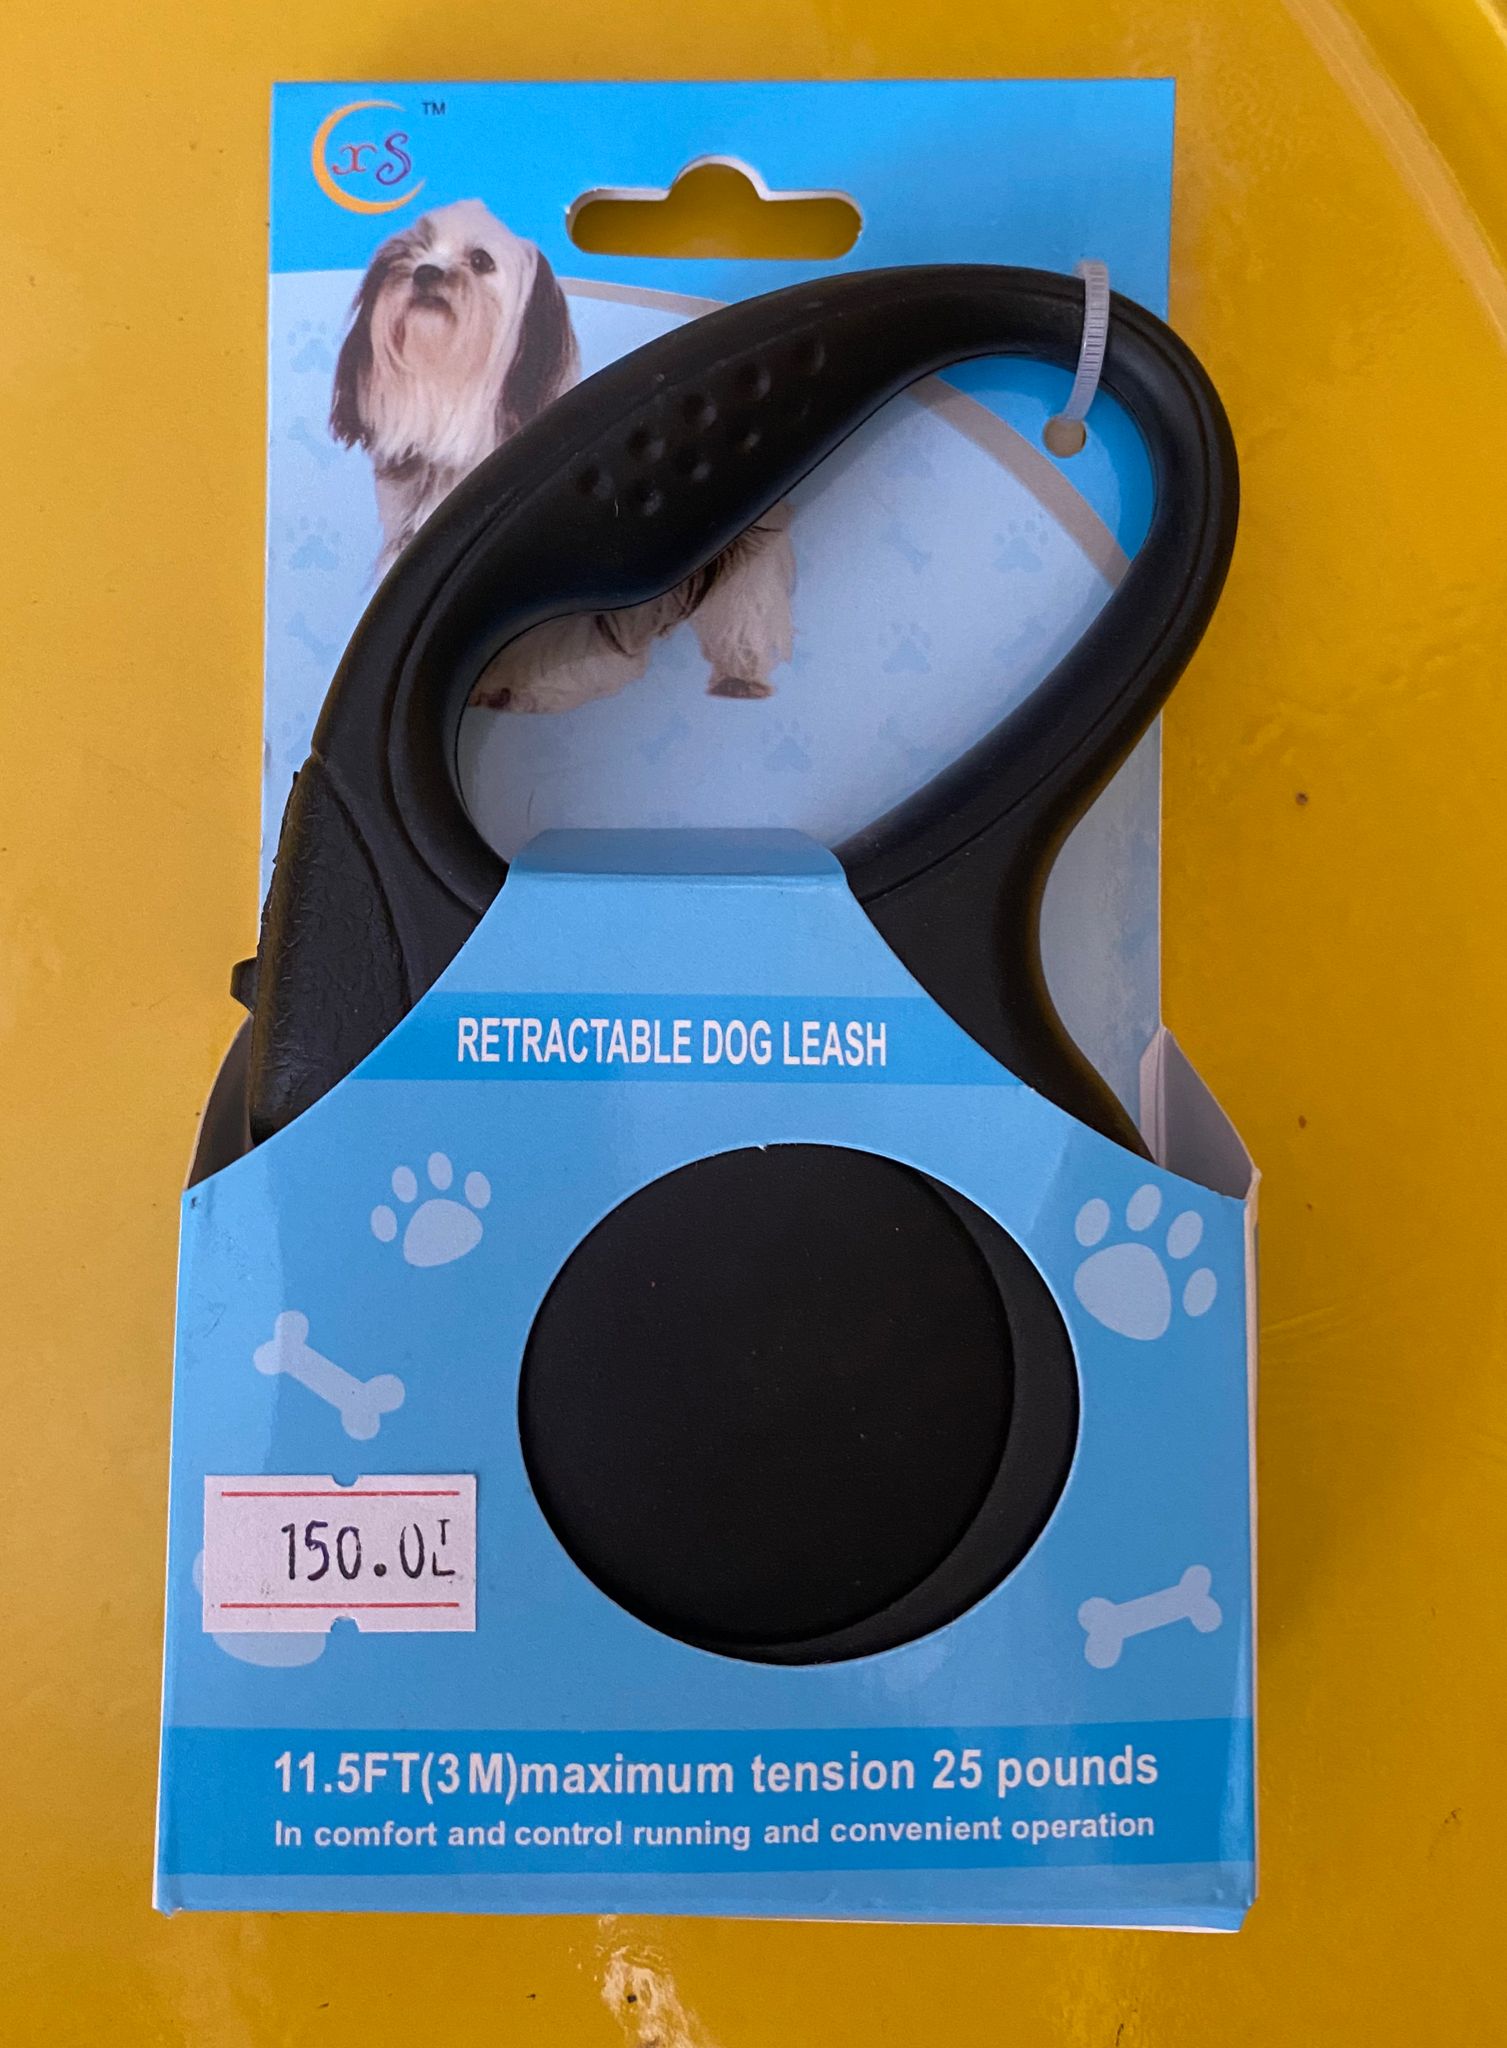 xs ™
RETRACTABLE DOG LEASH
150.0 TL
11.5FT(3M)maximum tension 25 pounds
In comfort and control running and convenient operation